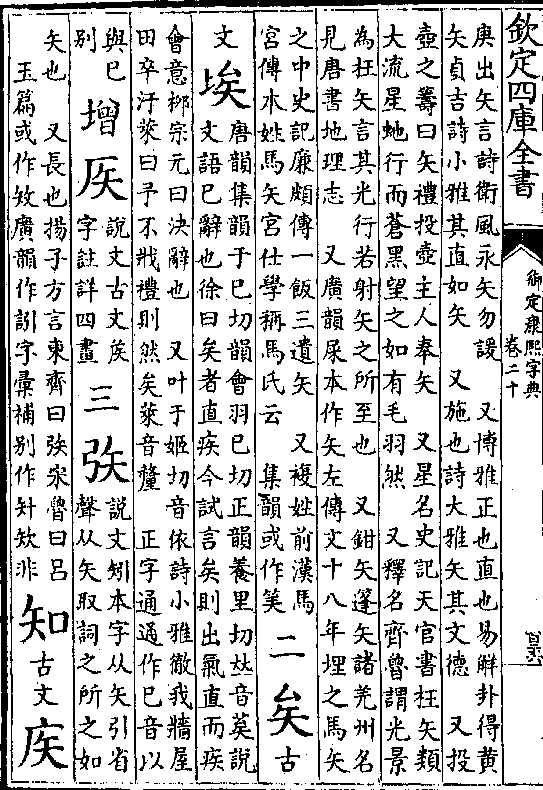 欽定四庫全書
御定康熙字典
卷二十
庚出矢言詩衛風永矢勿諼 又博雅正也直也易解卦得黃
矢貞吉詩小雅其直如矢 又施也詩大雅矢其文德 又投
壺之籌曰矢禮投壺主人奉矢 又星名史記天官書枉矢類
大流星虵行而蒼黑望之如有毛羽然 又釋名齊魯謂光景
為枉矢言其光行若射矢之所至也 又鉗矢蓬矢諸羌州名
見唐書地理志 又廣韻屎本作矢左傳文十八年埋之馬矢
之中史記廉頗傳一飯三遺矢 又複姓前漢馬
宮傳本姓馬矢宮仕學稱馬氏云 集韻或作笶
二 矣 古
文 埃 唐韻集韻于已切韻會羽已切正韻養里切𠀤音䔇說
文語已辭也徐曰矣者直疾今試言矣則出氣直而疾
會意栁宗元曰決辭也 又叶于姬切音依詩小雅徹我牆屋
田卒汙萊曰予不戕禮則然矣萊音釐 正字通通作已音以
與已
別
增 𥎦 說文古文矦
字註詳四畫
三 㢨 說文矧本字从矢引省
聲从矢取詞之所之如
矢也 又長也揚子方言東齊曰㢨宋魯曰呂
玉篇或作矤廣韻作訠字彙補別作
非
知 古文